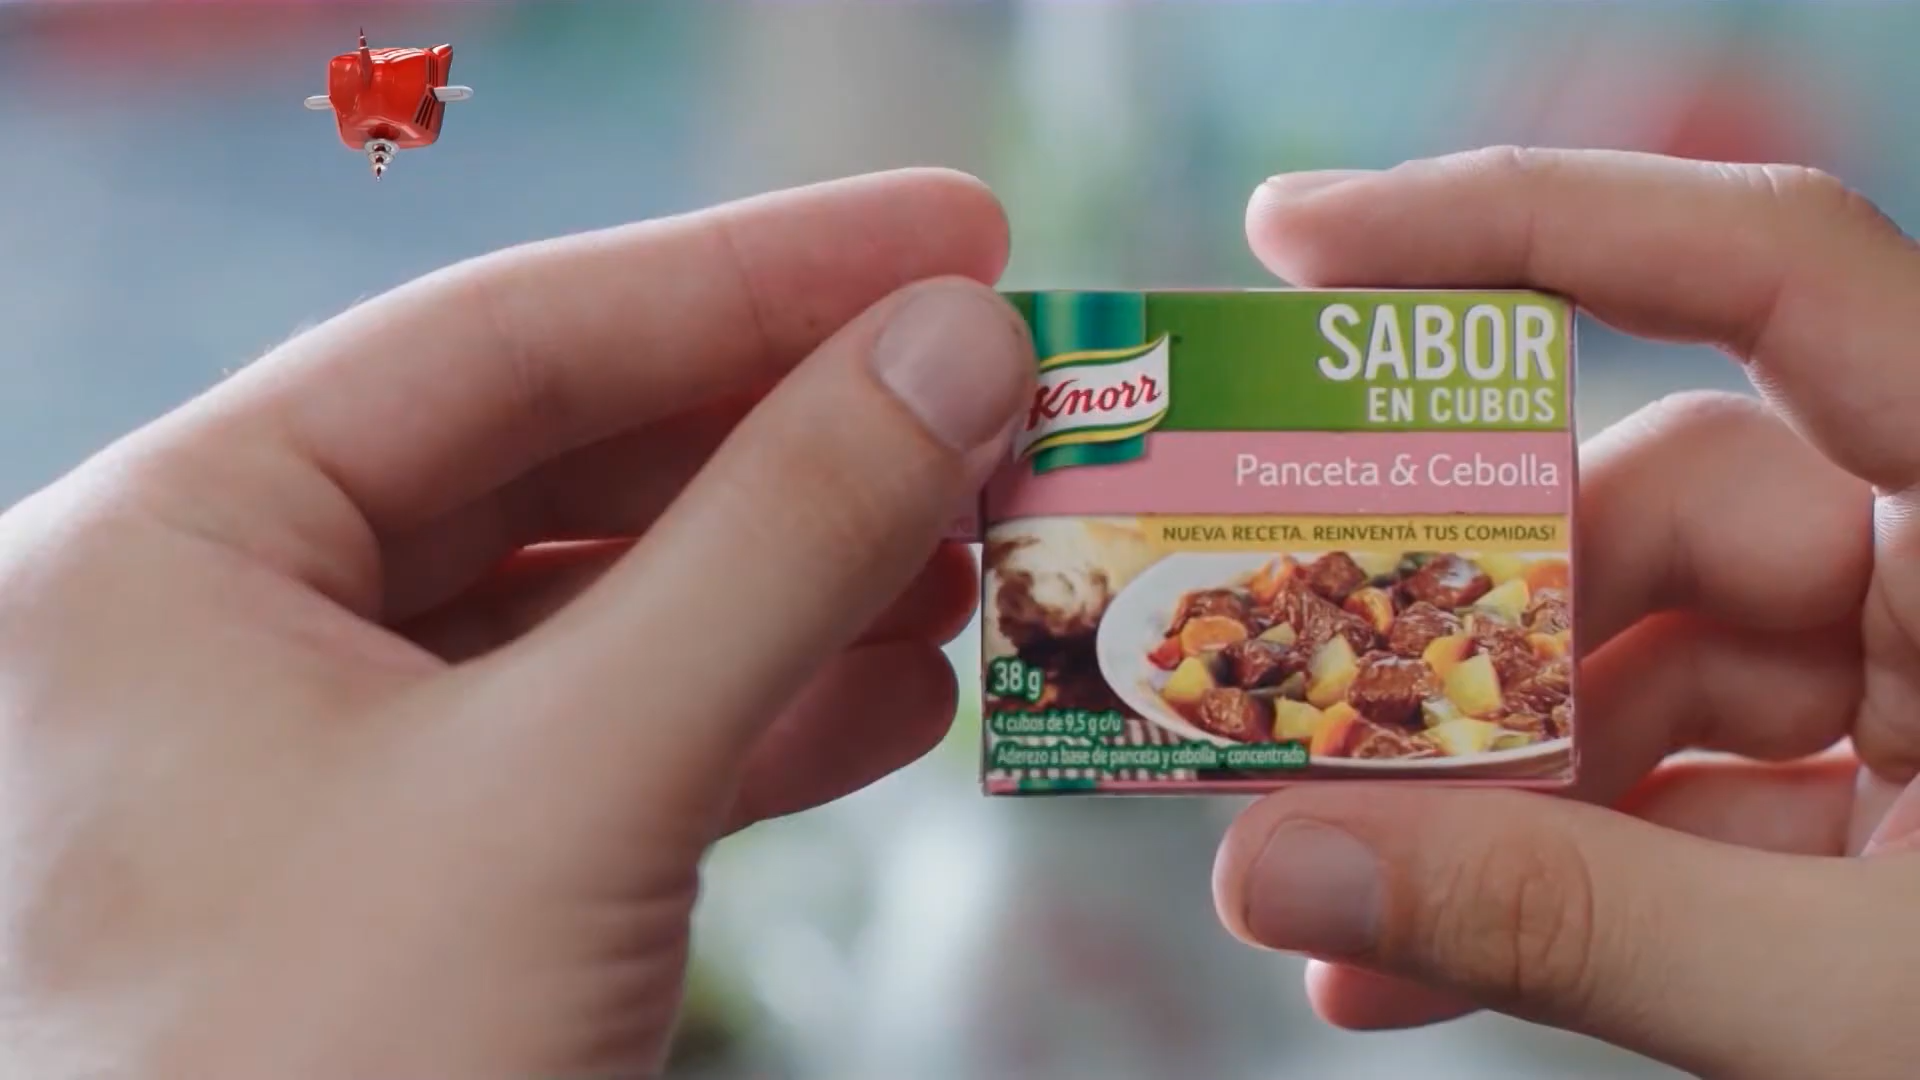 Knorr
SABOR
EN CUBOS
Panceta & Cebolla
NUEVA RECETA. REINVENTÁ TUS COMIDAS!
38 g
4 cubos de 9,5 g c/u
Aderezo a base de panceta y cebolla - concentrado